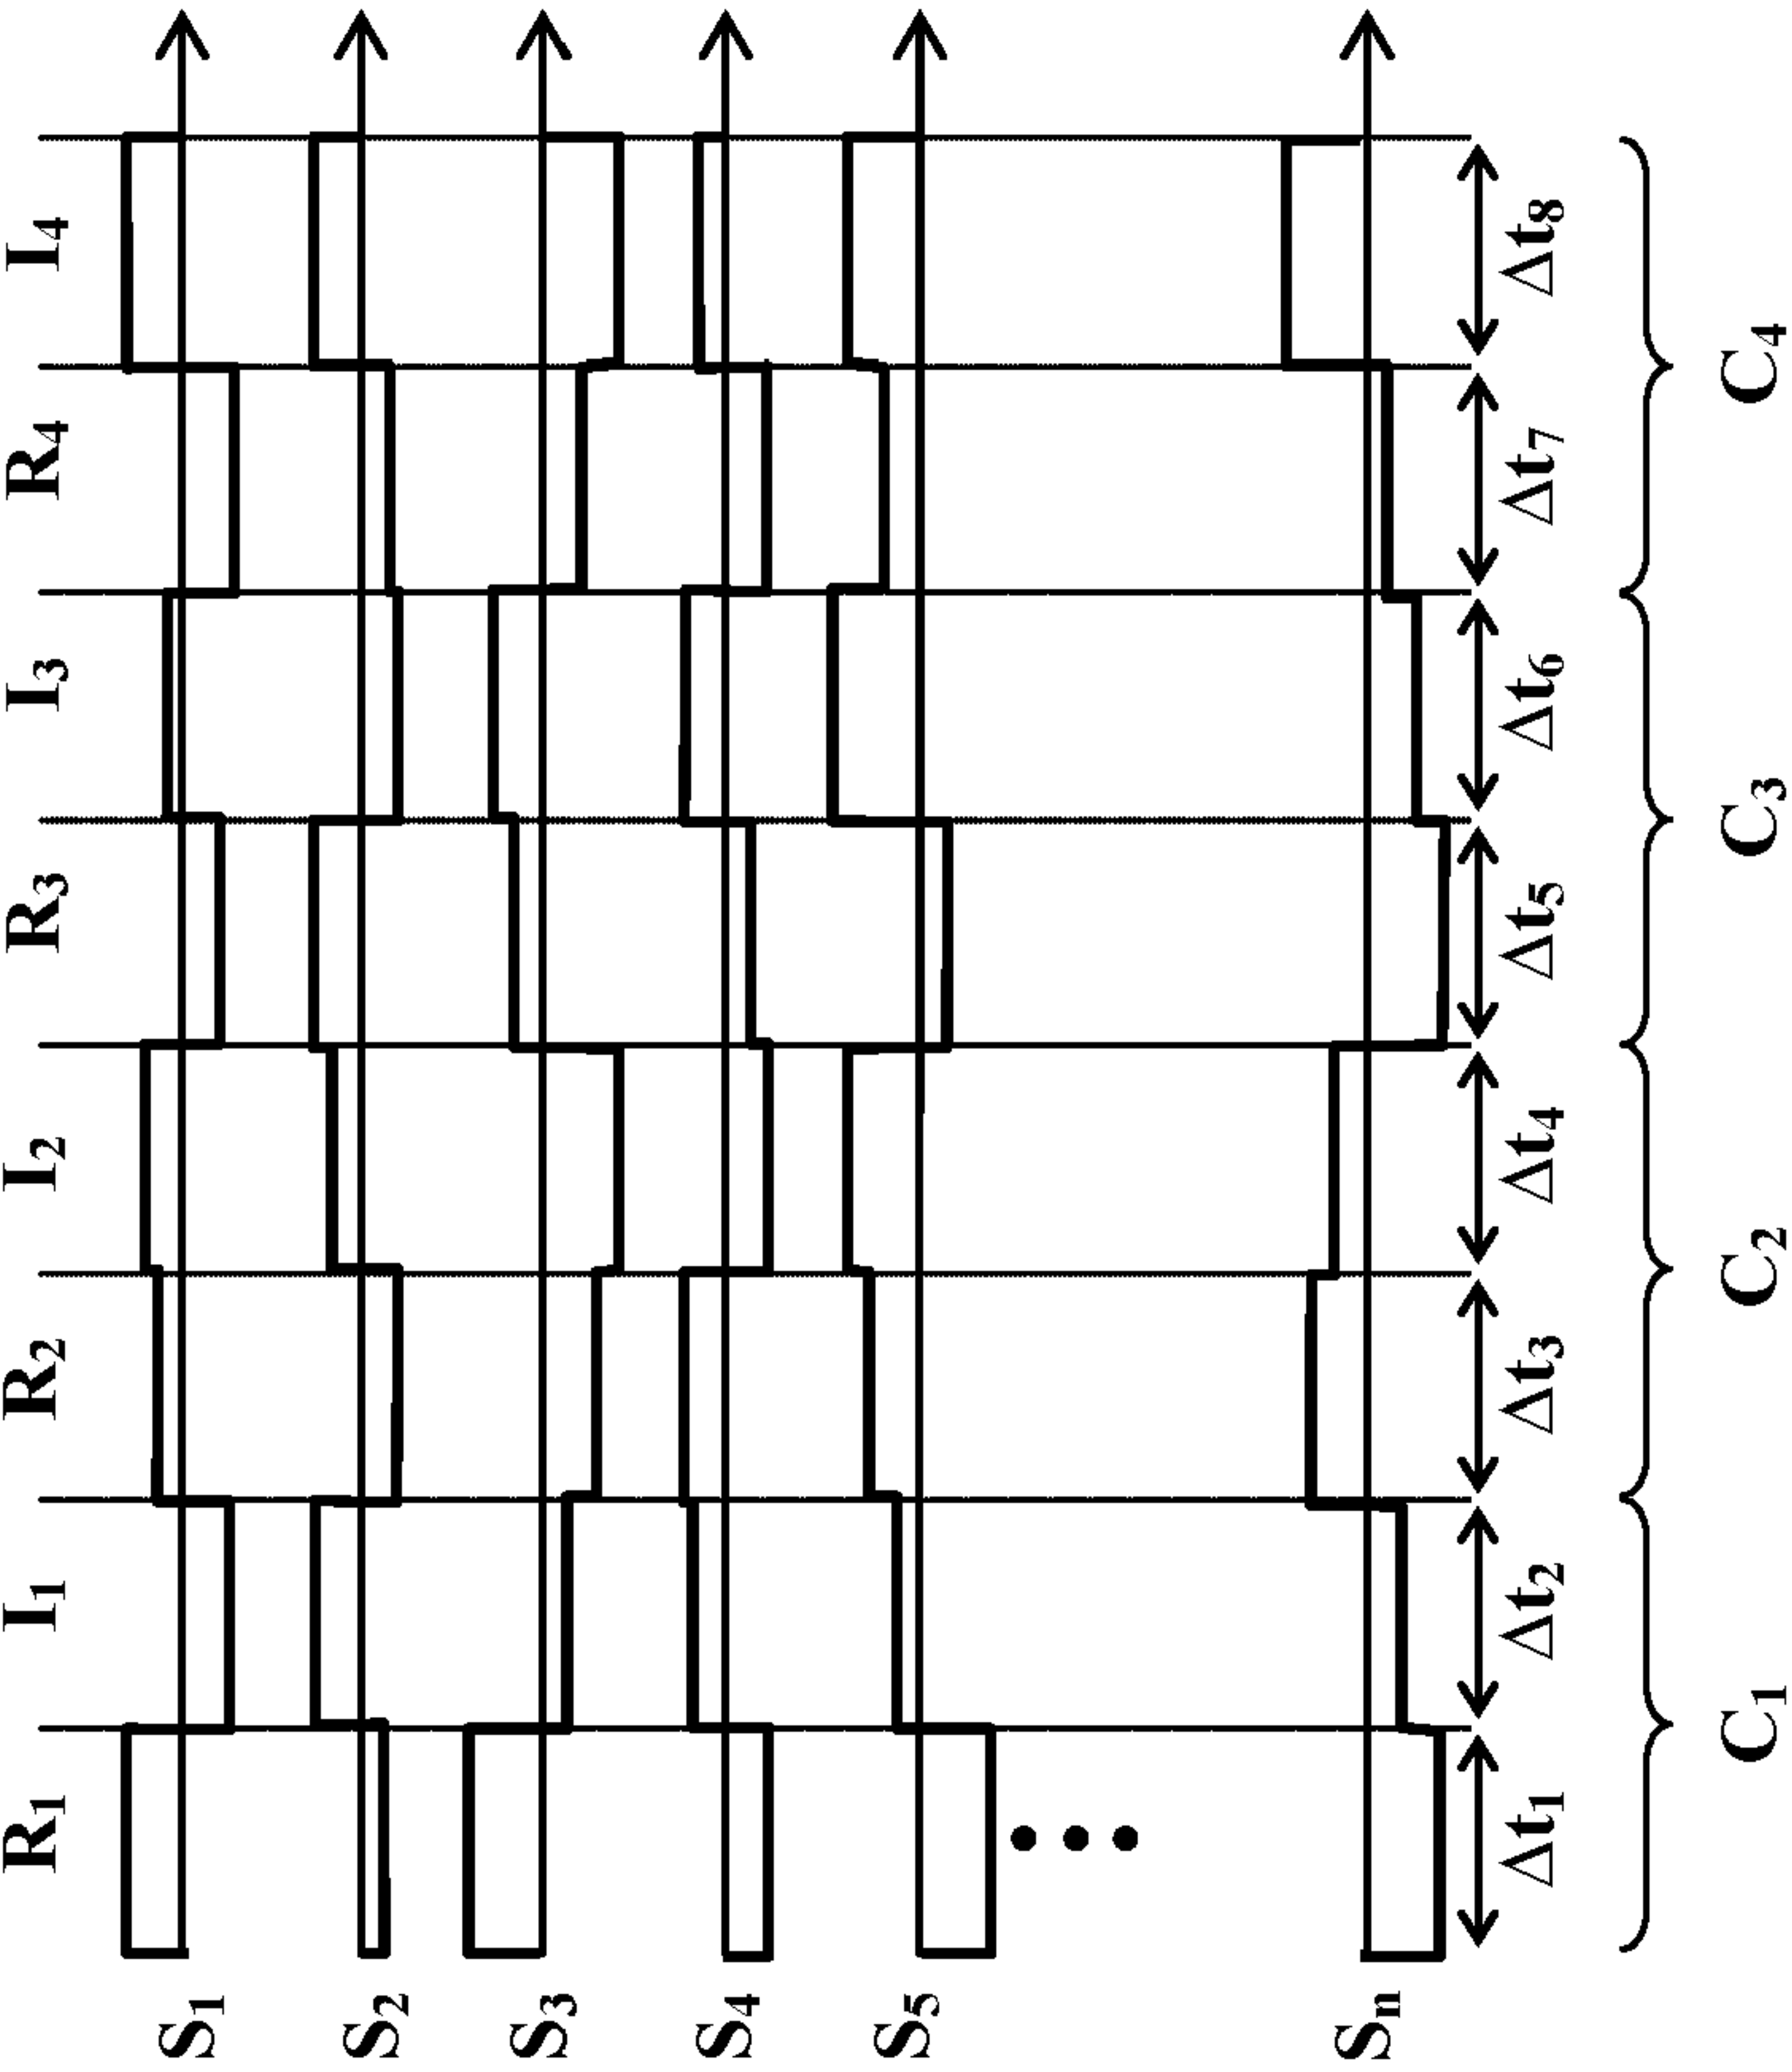 R1 I1 R2 I2 R3 I3 R4 I4
S1
S2
S3
S4
S5
Sn
Δt1 Δt2 Δt3 Δt4 Δt5 Δt6 Δt7 Δt8
C1 C2 C3 C4